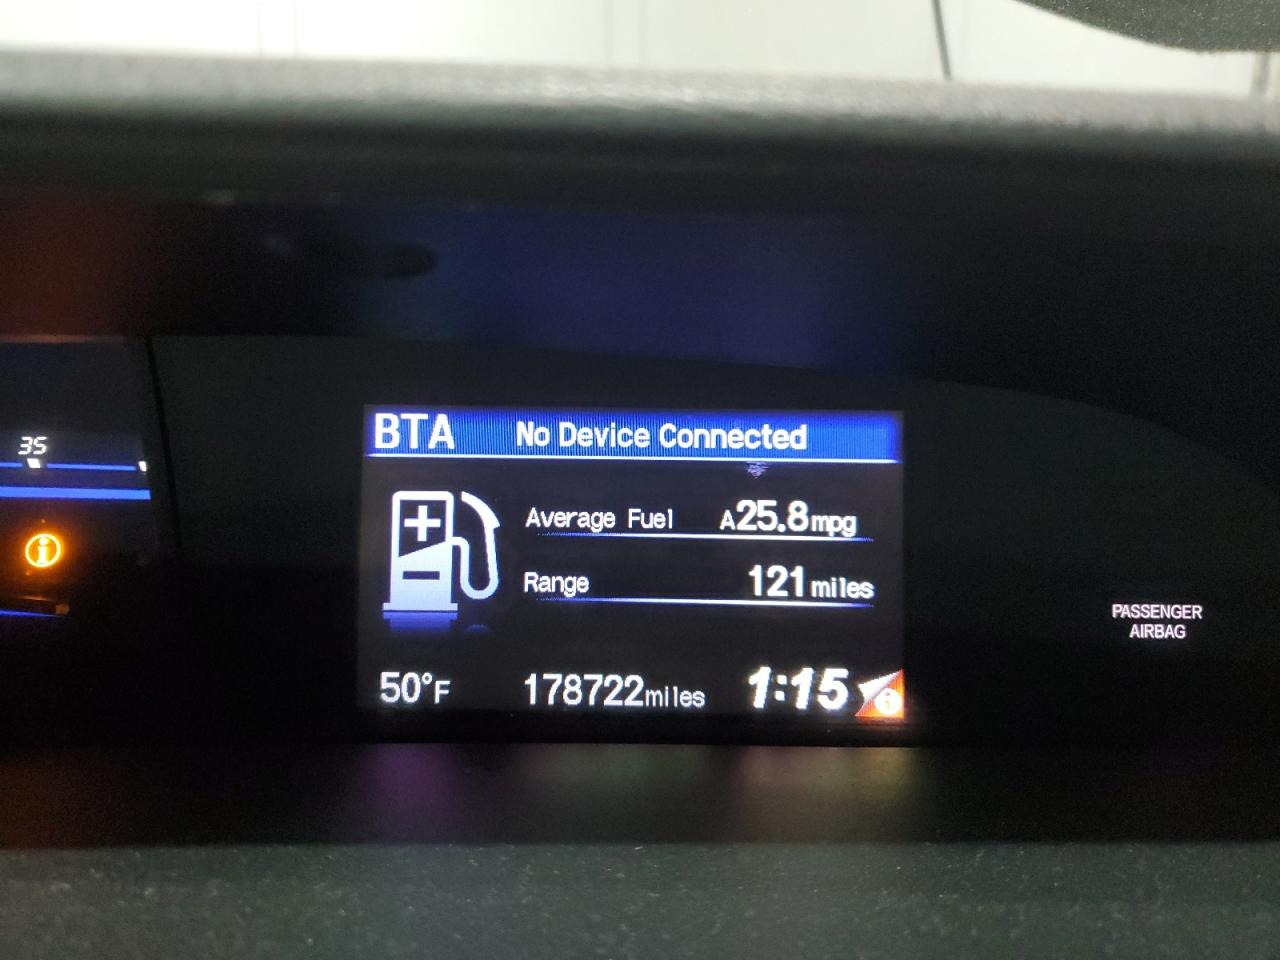 BTA No Device Connected
35
Average Fuel A25.8mpg
Range 121 miles
PASSENGER
AIRBAG
50°F 178722miles 1:15